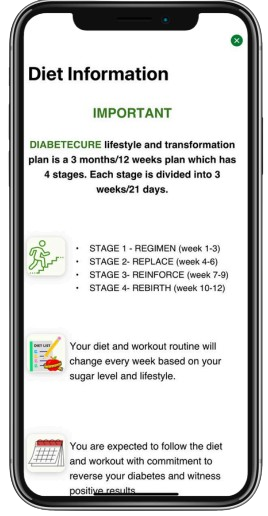 Diet Information
IMPORTANT
DIABETECURE lifestyle and transformation
plan is a 3 months/12 weeks plan which has
4 stages. Each stage is divided into 3
weeks/21 days.
• STAGE 1 - REGIMEN (week 1-3)
• STAGE 2- REPLACE (week 4-6)
• STAGE 3- REINFORCE (week 7-9)
• STAGE 4- REBIRTH (week 10-12)
DIET LIST
Your diet and workout routine will
change every week based on your
sugar level and lifestyle.
You are expected to follow the diet
and workout with commitment to
reverse your diabetes and witness
positive results.